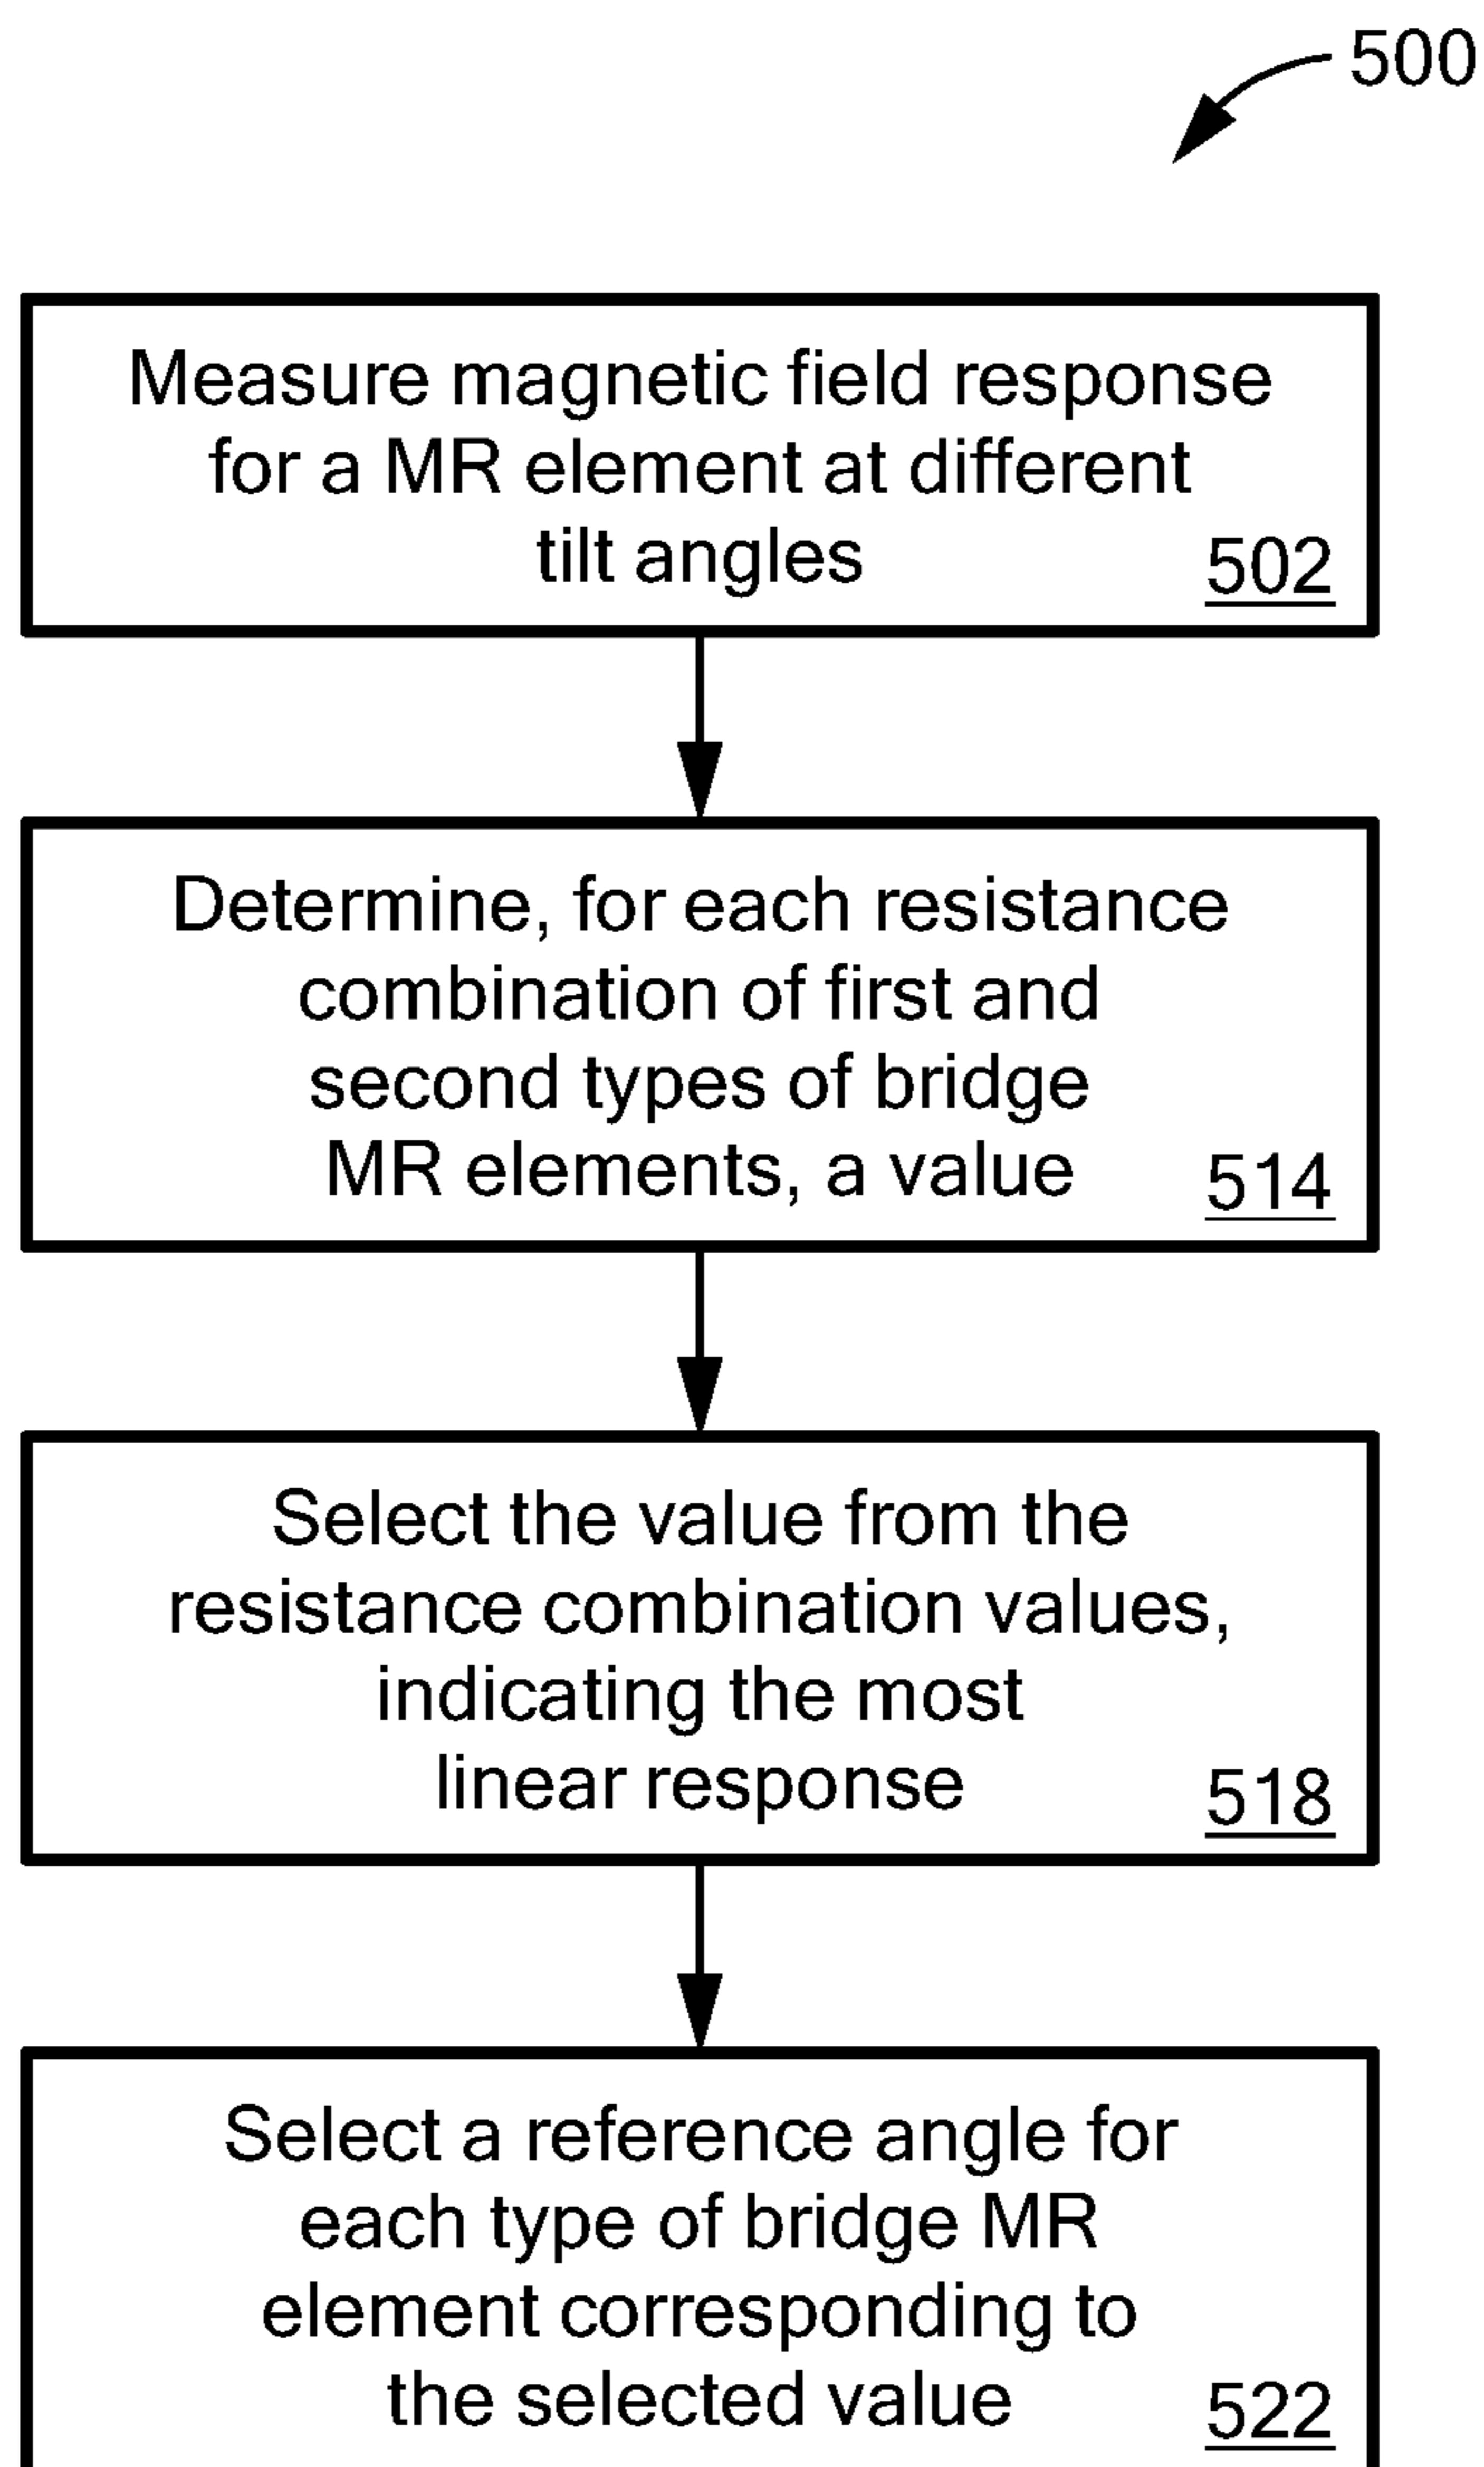 500
Measure magnetic field response
for a MR element at different
tilt angles
502
Determine, for each resistance
combination of first and
second types of bridge
MR elements, a value
514
Select the value from the
resistance combination values,
indicating the most
linear response
518
Select a reference angle for
each type of bridge MR
element corresponding to
the selected value
522